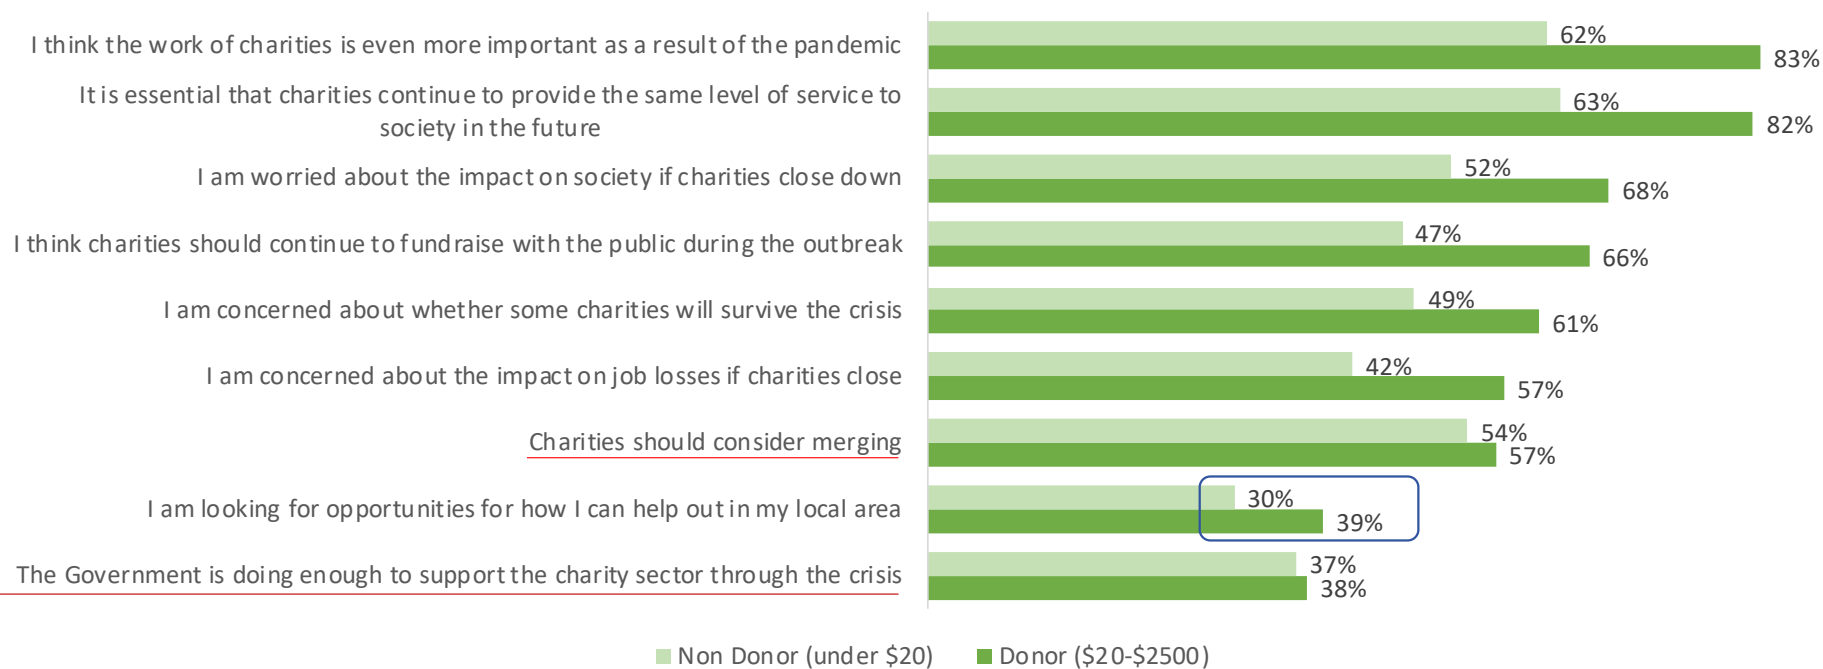 I think the work of charities is even more important as a result of the pandemic
62%
83%
It is essential that charities continue to provide the same level of service to
society in the future
63%
82%
I am worried about the impact on society if charities close down
52%
68%
I think charities should continue to fundraise with the public during the outbreak
47%
66%
I am concerned about whether some charities will survive the crisis
49%
61%
I am concerned about the impact on job losses if charities close
42%
57%
Charities should consider merging
54%
57%
I am looking for opportunities for how I can help out in my local area
30%
39%
The Government is doing enough to support the charity sector through the crisis
37%
38%
Non Donor (under $20)
Donor ($20-$2500)